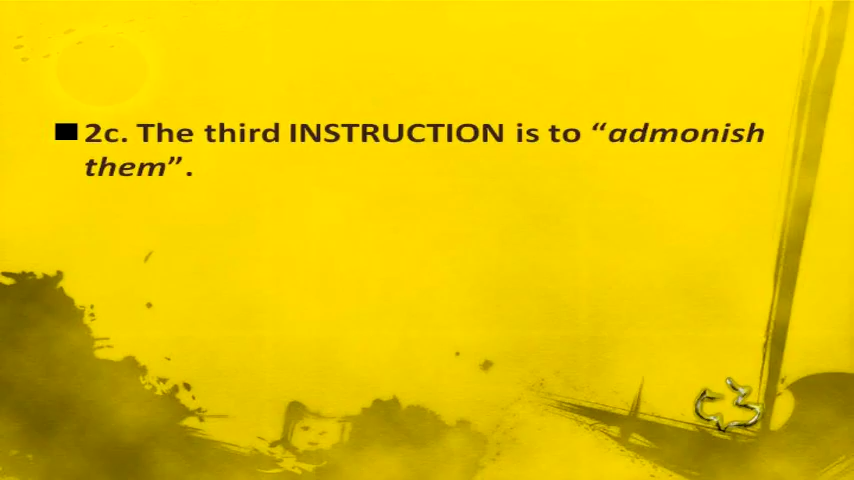 2c. The third INSTRUCTION is to “admonish
them”.